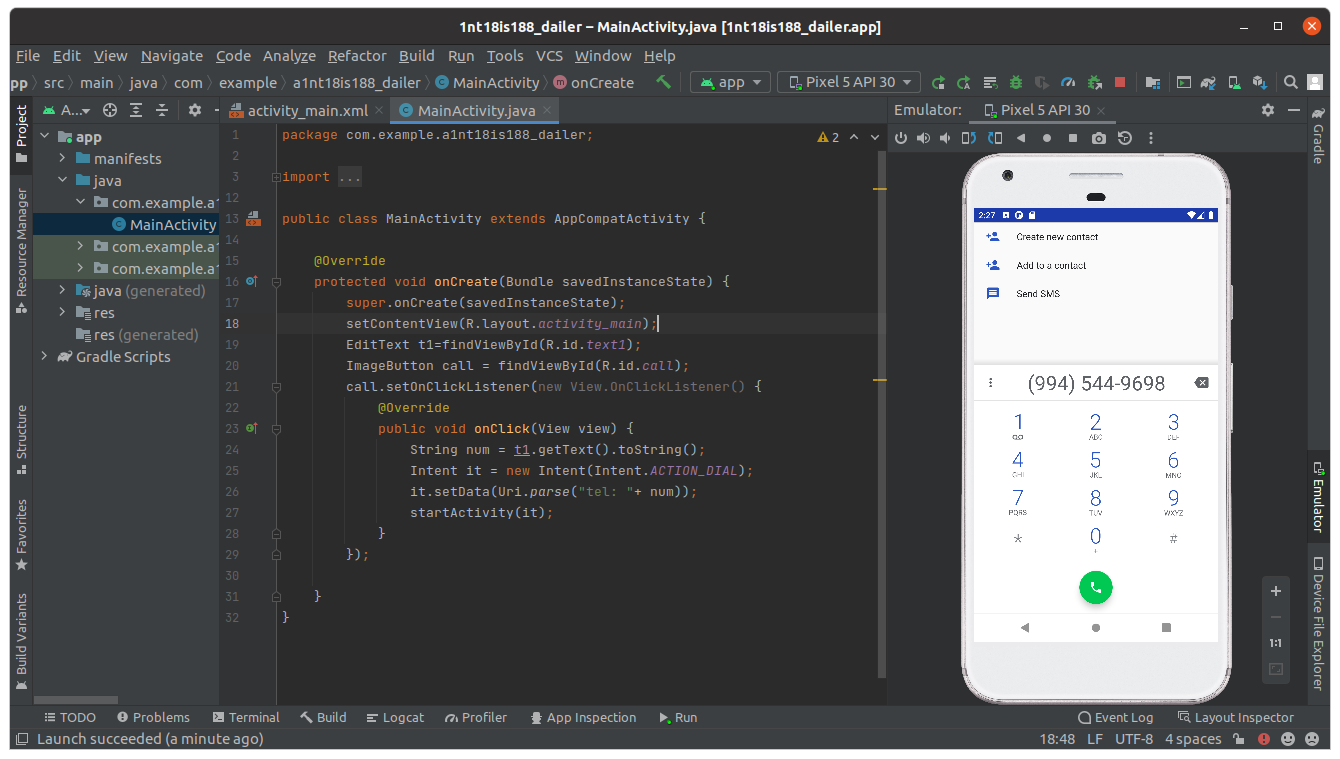 1nt18is188_dailer – MainActivity.java [1nt18is188_dailer.app]
File Edit View Navigate Code Analyze Refactor Build Run Tools VCS Window Help
pp src main java com example a1nt18is188_dailer MainActivity onCreate app Pixel 5 API 30
Project
Resource Manager
Structure
Favorites
Build Variants
A...
app
manifests
java
com.example.a1
MainActivity
com.example.a1
com.example.a1
java (generated)
res
res (generated)
Gradle Scripts
activity_main.xml MainActivity.java
2
1 package com.example.a1nt18is188_dailer;
2
3 import ...
12
13 public class MainActivity extends AppCompatActivity {
14
15 @Override
16 protected void onCreate(Bundle savedInstanceState) {
17 super.onCreate(savedInstanceState);
18 setContentView(R.layout.activity_main);
19 EditText t1=findViewById(R.id.text1);
20 ImageButton call = findViewById(R.id.call);
21 call.setOnClickListener(new View.OnClickListener() {
22 @Override
23 public void onClick(View view) {
24 String num = t1.getText().toString();
25 Intent it = new Intent(Intent.ACTION_DIAL);
26 it.setData(Uri.parse("tel: "+ num));
27 startActivity(it);
28 }
29 });
30
31 }
32 }
Emulator: Pixel 5 API 30
2:27
Create new contact
Add to a contact
Send SMS
(994) 544-9698
1 2 3
ABC DEF
4 5 6
GHI JKL MNO
7 8 9
PQRS TUV WXYZ
* 0 #
+
1:1
Gradle
Emulator
Device File Explorer
TODO Problems Terminal Build Logcat Profiler App Inspection Run Event Log Layout Inspector
Launch succeeded (a minute ago) 18:48 LF UTF-8 4 spaces